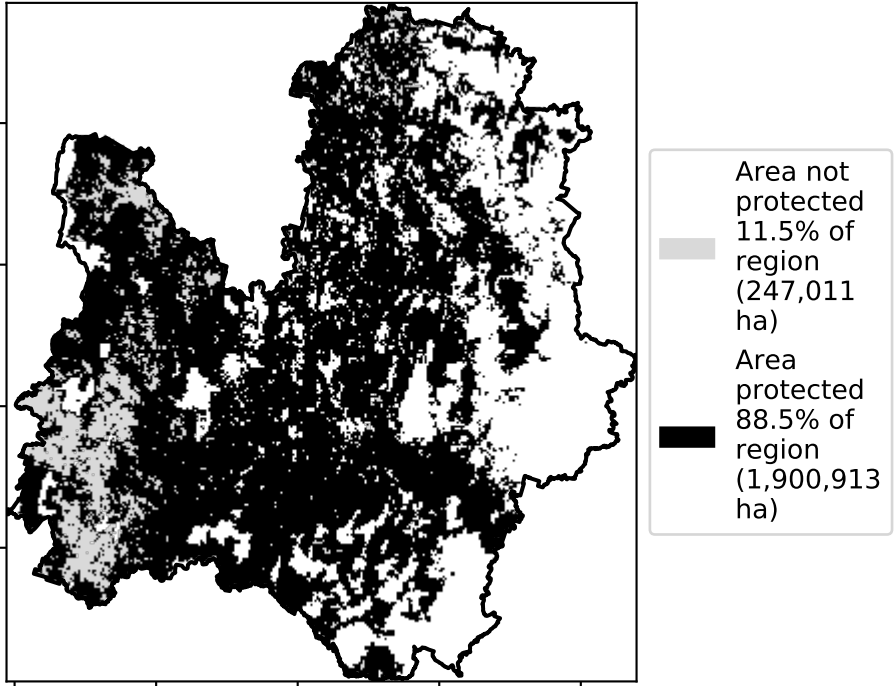 Area not
protected
11.5% of
region
(247,011
ha)
Area
protected
88.5% of
region
(1,900,913
ha)